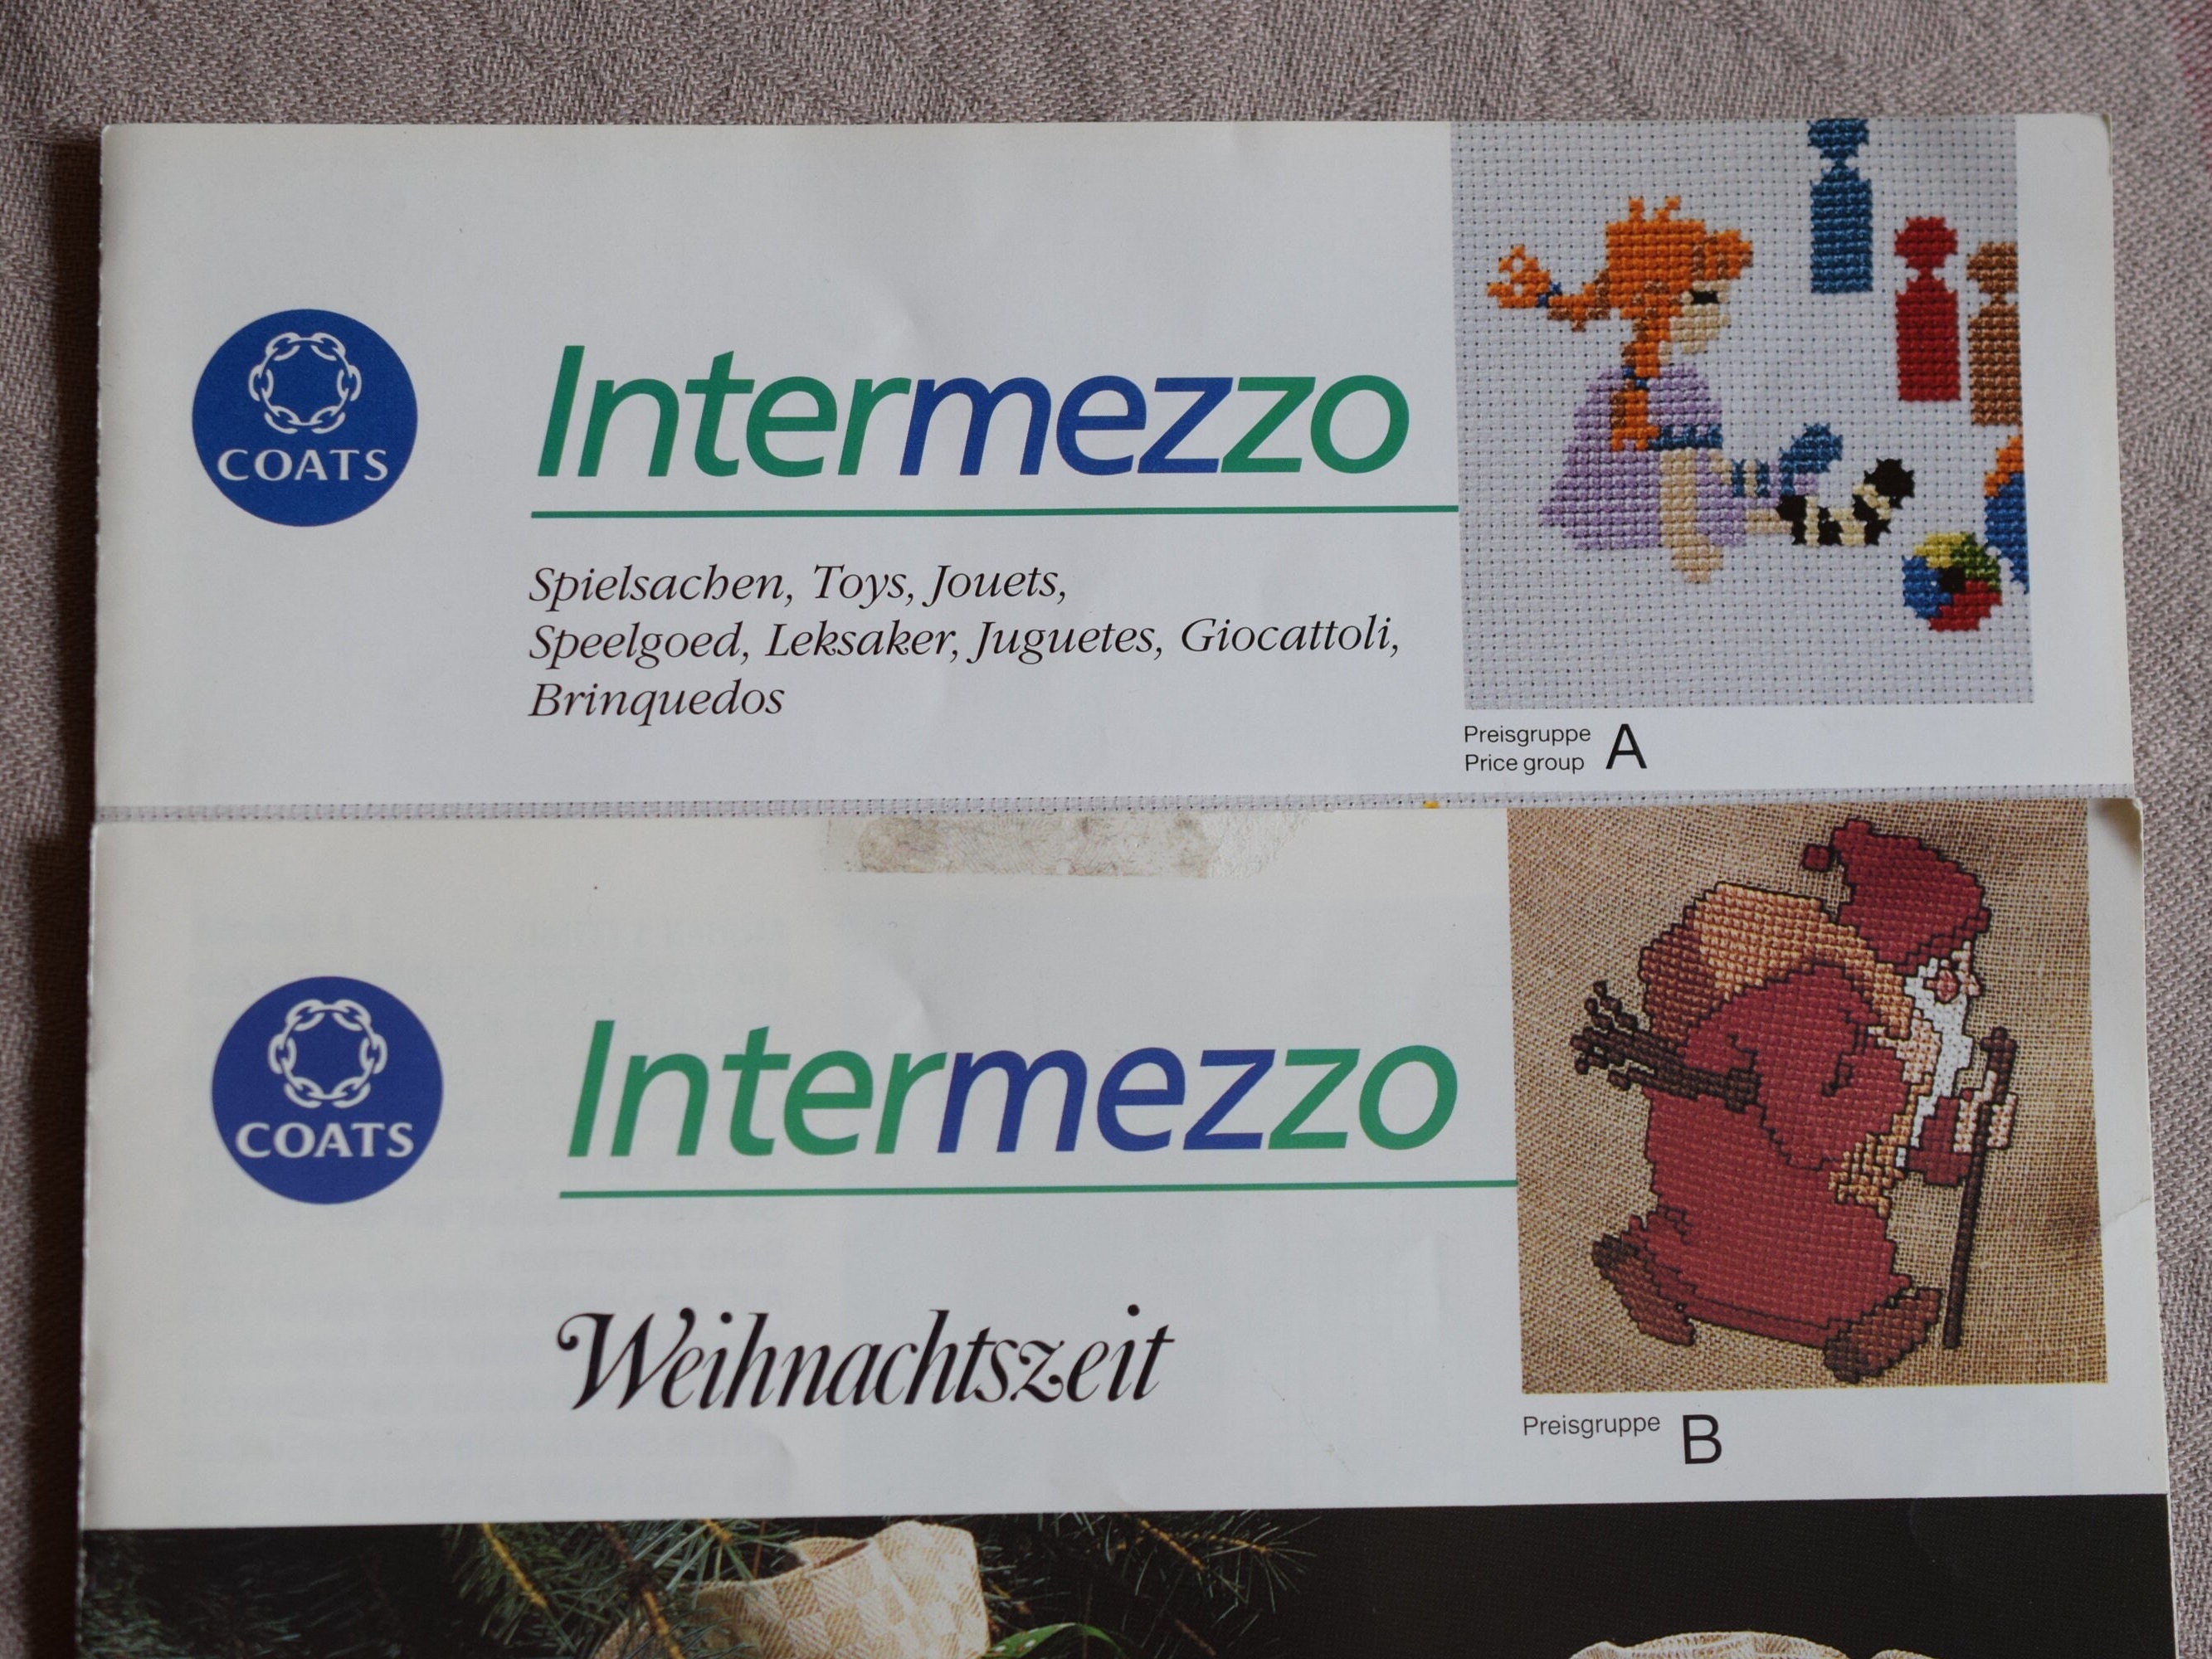 COATS
Intermezzo
Spielsachen, Toys, Jouets,
Speelgoed, Leksaker, Juguetes, Giocattoli,
Brinquedos
Preisgruppe
Price group
A
COATS
Intermezzo
Weihnachtszeit
Preisgruppe B